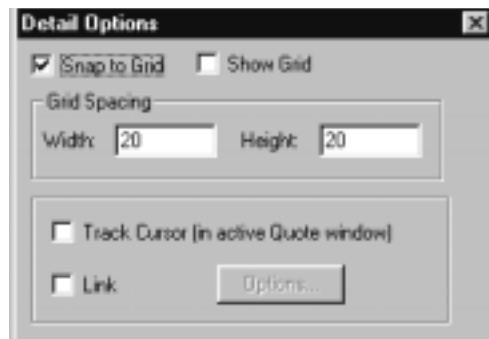 Detail Options
Snap to Grid Show Grid
Grid Spacing
Width: 20 Height: 20
Track Cursor (in active Quote window)
Link Options...